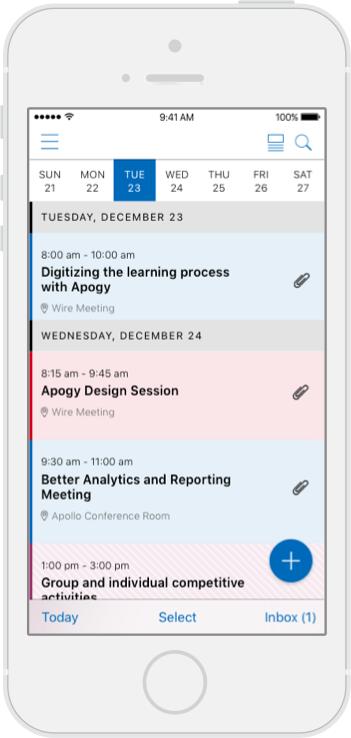 9:41 AM
100%
SUN MON TUE WED THU FRI SAT
21 22 23 24 25 26 27
TUESDAY, DECEMBER 23
8:00 am - 10:00 am
Digitizing the learning process
with Apogy
Wire Meeting
WEDNESDAY, DECEMBER 24
8:15 am - 9:45 am
Apogy Design Session
Wire Meeting
9:30 am - 11:00 am
Better Analytics and Reporting
Meeting
Apollo Conference Room
1:00 pm - 3:00 pm
Group and individual competitive
activities
Today Select Inbox (1)